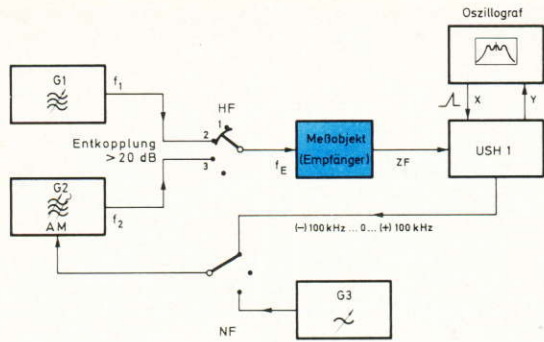 Oszillograf
G1
f₁
HF
1
2
3
Entkopplung
> 20 dB
f_E
Meßobjekt
(Empfänger)
ZF
X
Y
USH 1
G2
AM
f₂
(–) 100 kHz ... 0 ... (+) 100 kHz
G3
NF